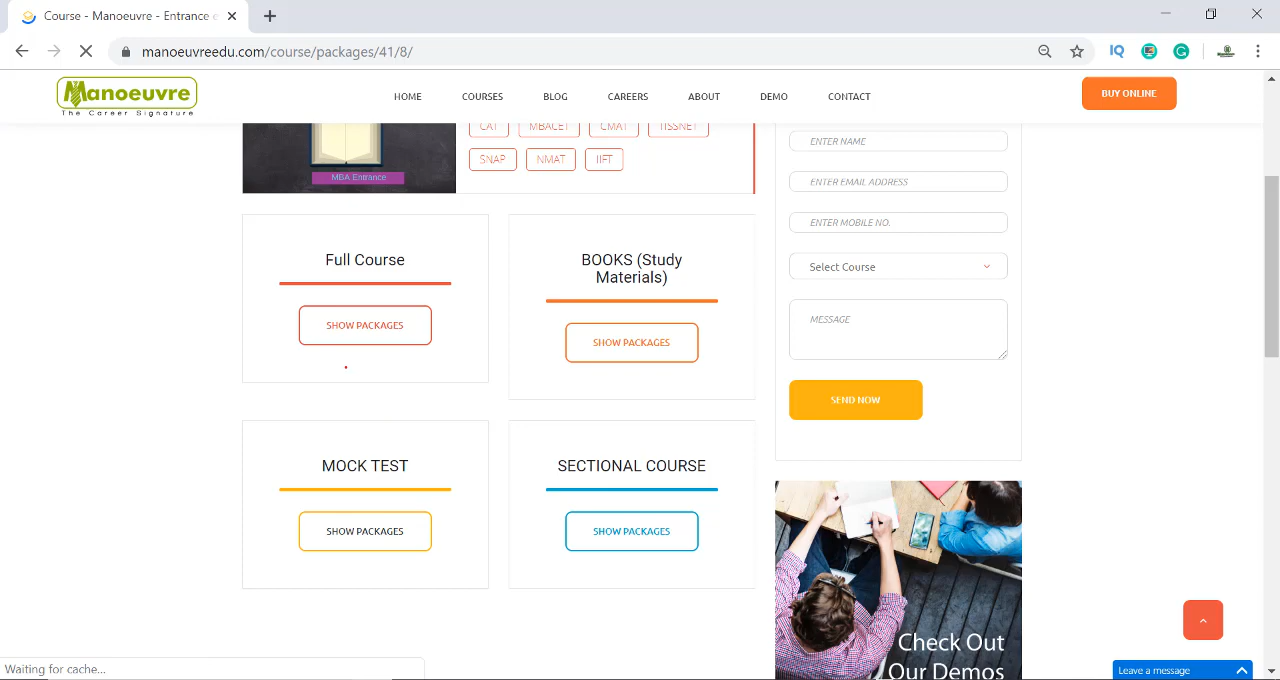 Course - Manoeuvre - Entrance e
manoeuvreedu.com/course/packages/41/8/
IQ
Manoeuvre
The Career Signature
HOME
COURSES
BLOG
CAREERS
ABOUT
DEMO
CONTACT
BUY ONLINE
MBA Entrance
CAT
MBACET
CMAT
TISSNET
SNAP
NMAT
IIFT
Full Course
SHOW PACKAGES
BOOKS (Study
Materials)
SHOW PACKAGES
MOCK TEST
SHOW PACKAGES
SECTIONAL COURSE
SHOW PACKAGES
ENTER NAME
ENTER EMAIL ADDRESS
ENTER MOBILE NO.
Select Course
MESSAGE
SEND NOW
Check Out
Our Demos
Waiting for cache...
Leave a message